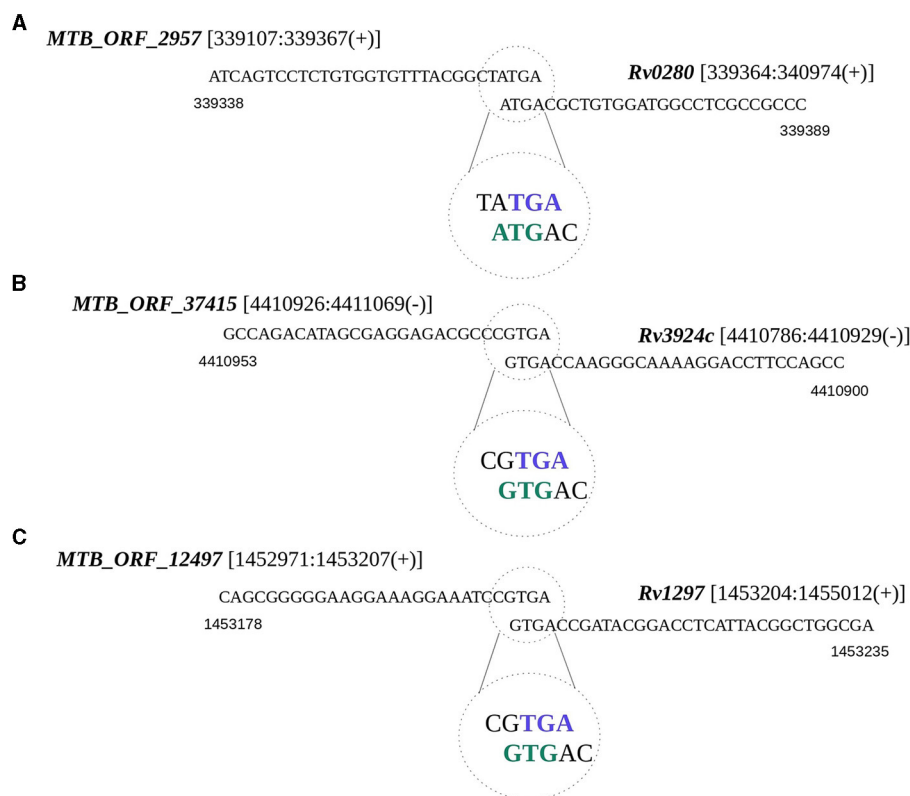 A
MTB_ORF_2957 [339107:339367(+)]
Rv0280 [339364:340974(+)]
ATCAGTCCTCTGTGGTGTTTACGGCTATGA
339338
ATGACGCTGTGGATGGCCTCGCCGCCC
339389
TATGA
ATGAC
B
MTB_ORF_37415 [4410926:4411069(-)]
Rv3924c [4410786:4410929(-)]
GCCAGACATAGCGAGGAGACGCCCGTGA
4410953
GTGACCAAGGGCAAAAGGACCTTCCAGCC
4410900
CGTGA
GTGAC
C
MTB_ORF_12497 [1452971:1453207(+)]
Rv1297 [1453204:1455012(+)]
CAGCGGGGGAAGGAAAGGAAATCCGTGA
1453178
GTGACCGATACGGACCTCATTACGGCTGGCGA
1453235
CGTGA
GTGAC